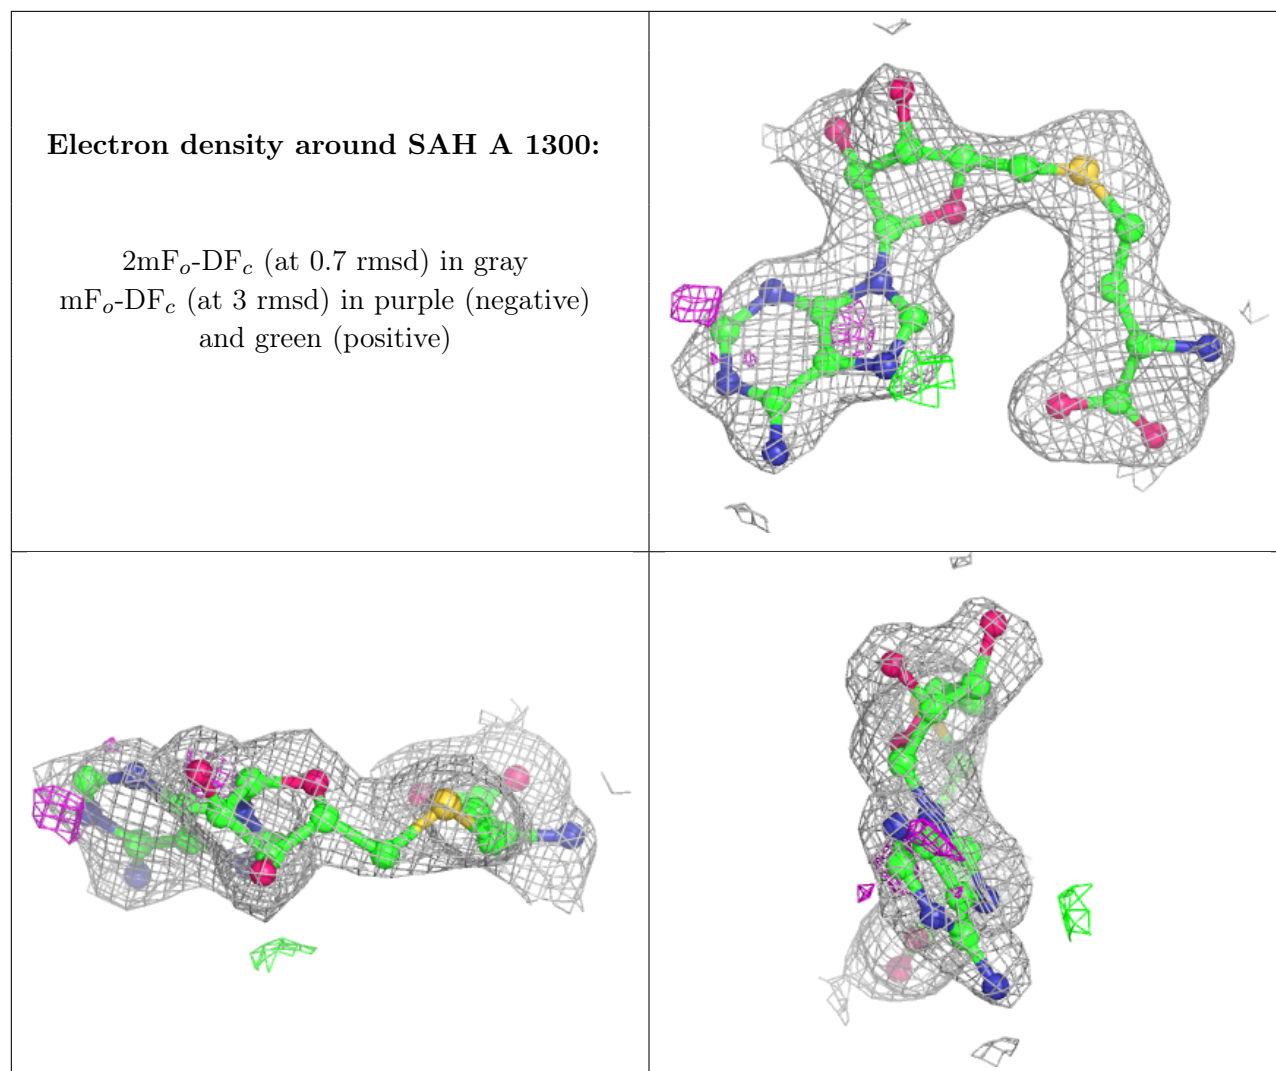 Electron density around SAH A 1300:
2mFₒ-DF𝒸 (at 0.7 rmsd) in gray
mFₒ-DF𝒸 (at 3 rmsd) in purple (negative)
and green (positive)